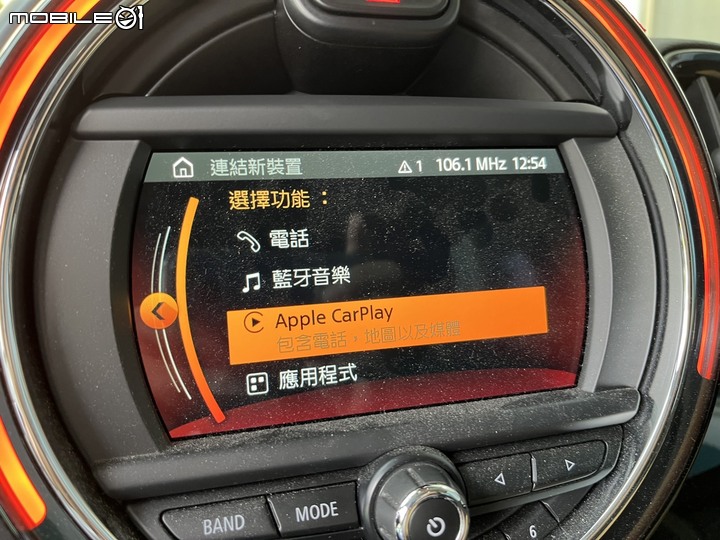 MOBILE01
連結新裝置 1 106.1 MHz 12:54
選擇功能：
電話
藍牙音樂
Apple CarPlay
包含電話，地圖以及媒體
應用程式
BAND MODE
6